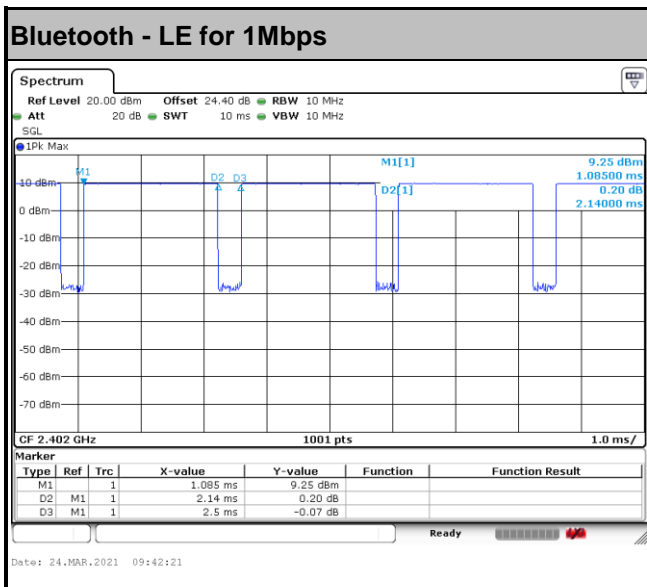 Bluetooth - LE for 1Mbps
Spectrum
Ref Level 20.00 dBm Offset 24.40 dB RBW 10 MHz
Att 20 dB SWT 10 ms VBW 10 MHz
SGL
1Pk Max
M1[1] 9.25 dBm
1.08500 ms
D2[1] 0.20 dB
2.14000 ms
M1
D2 D3
10 dBm
0 dBm
-10 dBm
-20 dBm
-30 dBm
-40 dBm
-50 dBm
-60 dBm
-70 dBm
CF 2.402 GHz 1001 pts 1.0 ms/
Marker
Type Ref Trc X-value Y-value Function Function Result
M1 1 1.085 ms 9.25 dBm
D2 M1 1 2.14 ms 0.20 dB
D3 M1 1 2.5 ms -0.07 dB
Ready
Date: 24.MAR.2021 09:42:21